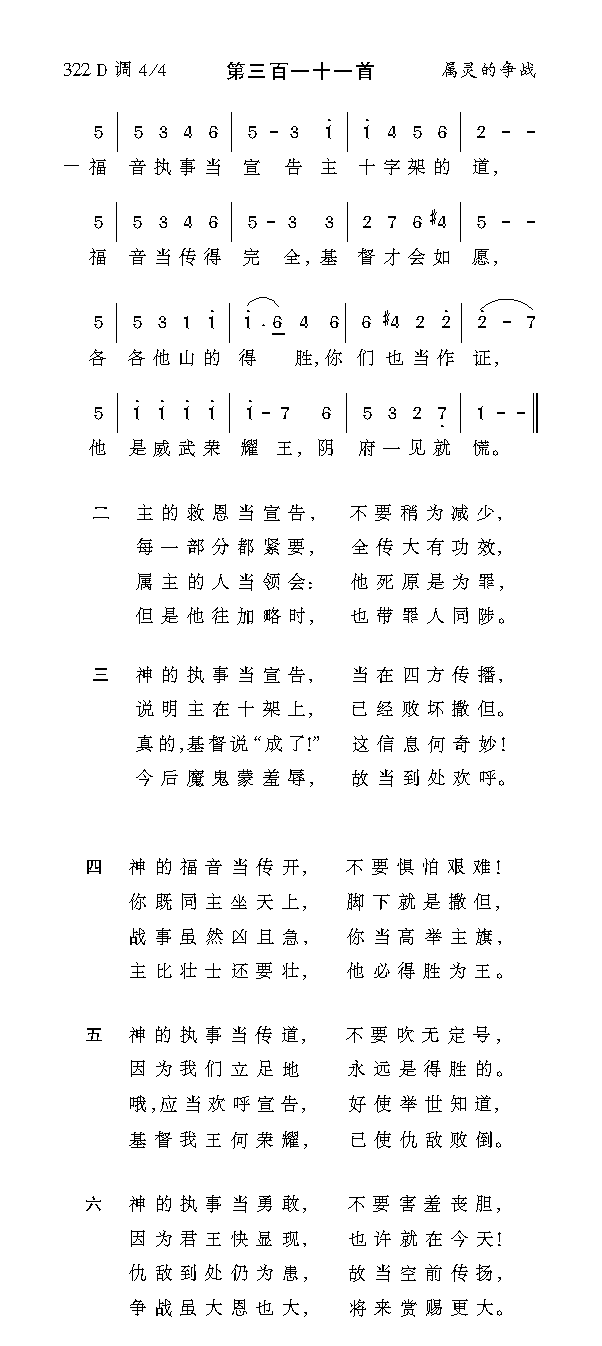 322 D 调 4/4 第三百一十一首 属灵的争战
5 | 5 3 4 6 | 5 - 3 i | i 4 5 6 | 2 - -
一 福 音执事当 宣 告 主 十字架的 道，
5 | 5 3 4 6 | 5 - 3 3 | 2 7 6 #4 | 5 - -
福 音当传得 完 全，基 督才会如 愿，
5 | 5 3 1 i | i . 6 4 6 | 6 #4 2 2̇ | 2̇ - 7
各 各他山的 得 胜，你 们也当作 证，
5 | i i i i | i - 7 6 | 5 3 2 7̣ | 1 - - ‖
他 是威武荣 耀 王，阴 府一见就 慌。
二 主的救恩当宣告， 不要稍为减少，
每一部分都紧要， 全传大有功效，
属主的人当领会： 他死原是为罪，
但是他往加略时， 也带罪人同陟。
三 神的执事当宣告， 当在四方传播，
说明主在十架上， 已经败坏撒但。
真的，基督说“成了!” 这信息何奇妙!
今后魔鬼蒙羞辱， 故当到处欢呼。
四 神的福音当传开， 不要惧怕艰难!
你既同主坐天上， 脚下就是撒但，
战事虽然凶且急， 你当高举主旗，
主比壮士还要壮， 他必得胜为王。
五 神的执事当传道， 不要吹无定号，
因为我们立足地 永远是得胜的。
哦，应当欢呼宣告， 好使举世知道，
基督我王何荣耀， 已使仇敌败倒。
六 神的执事当勇敢， 不要害羞丧胆，
因为君王快显现， 也许就在今天!
仇敌到处仍为患， 故当空前传扬，
争战虽大恩也大， 将来赏赐更大。